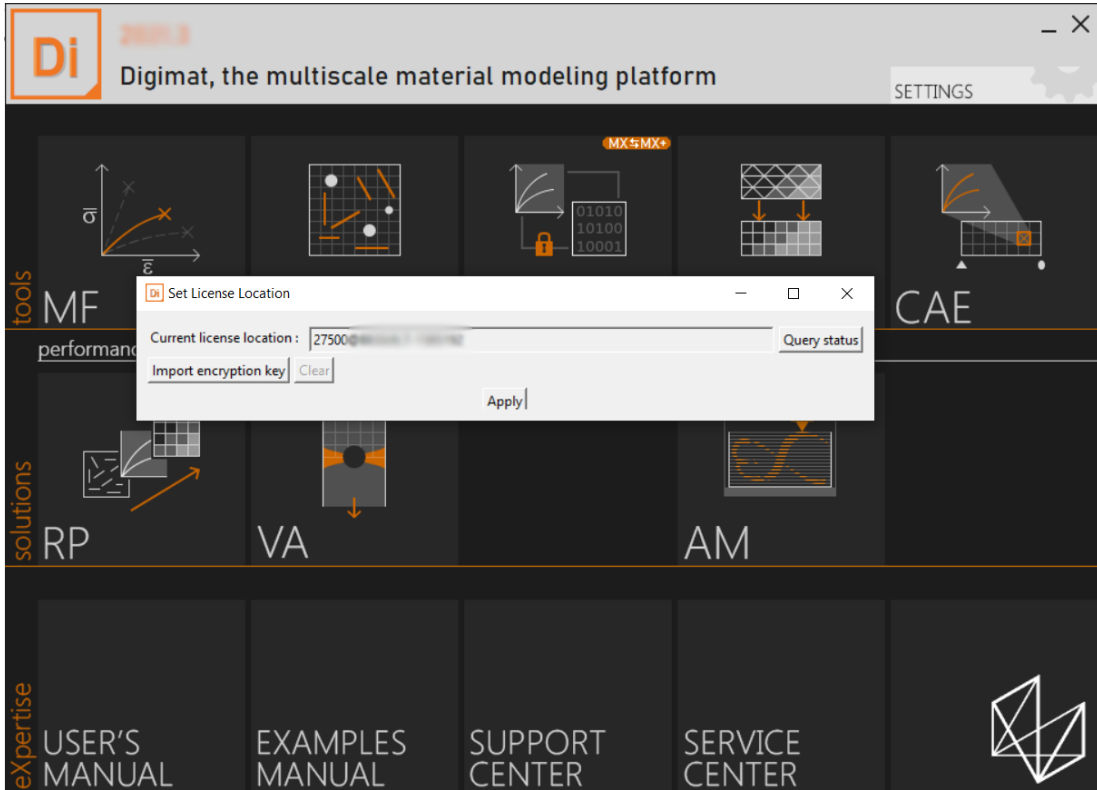 Di
Digimat, the multiscale material modeling platform
SETTINGS
MX⇆MX+
σ
ε
01010
10100
10001
tools
MF
CAE
Di Set License Location
Current license location :
27500@
Query status
Import encryption key
Clear
Apply
solutions
RP
VA
AM
eXpertise
USER'S
MANUAL
EXAMPLES
MANUAL
SUPPORT
CENTER
SERVICE
CENTER